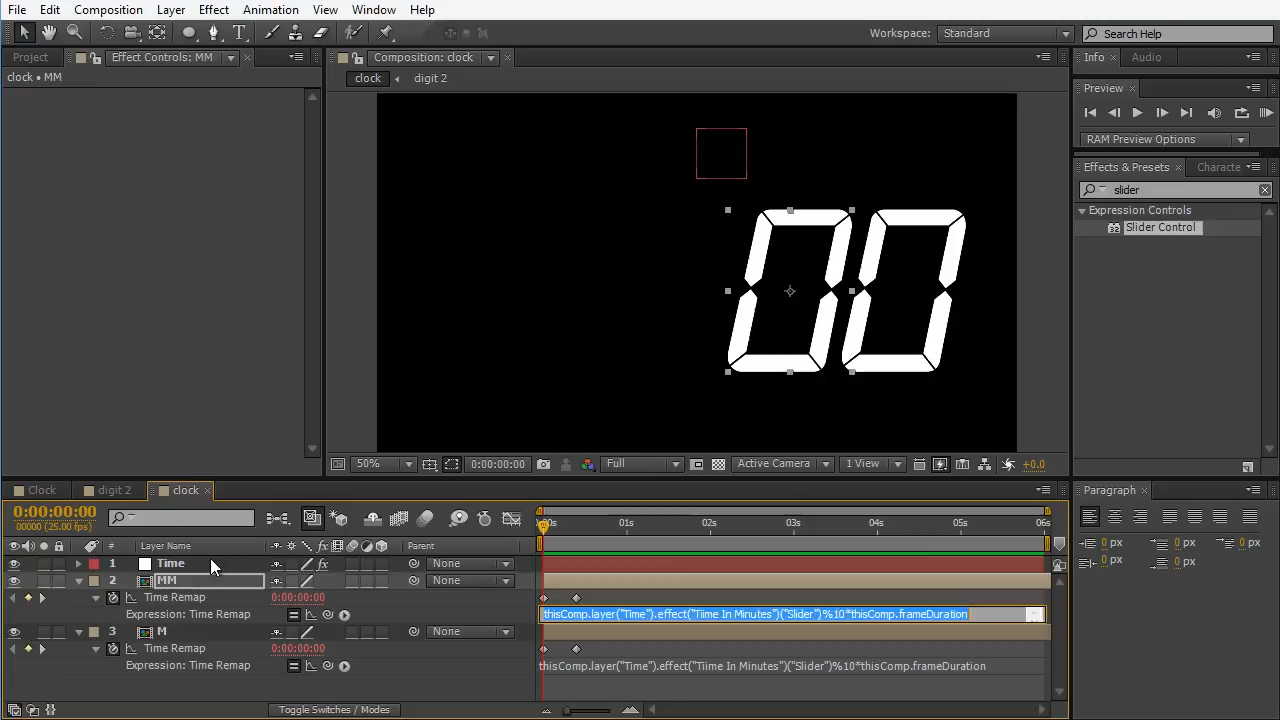 File Edit Composition Layer Effect Animation View Window Help
Workspace: Standard Search Help
Project Effect Controls: MM Composition: clock Info Audio
clock • MM clock digit 2
Preview
RAM Preview Options
Effects & Presets Characte
slider
Expression Controls
32 Slider Control
00
50% 0:00:00:00 Full Active Camera 1 View +0.0
Clock digit 2 clock Paragraph
0:00:00:00
00000 (25.00 fps)
0 px 0 px 0 px
0 px 0 px
01s 02s 03s 04s 05s 06s
# Layer Name fx Parent
1 Time fx None
2 MM None
Time Remap 0:00:00:00
Expression: Time Remap thisComp.layer("Time").effect("Tiime In Minutes")("Slider")%10*thisComp.frameDuration
3 M None
Time Remap 0:00:00:00
Expression: Time Remap thisComp.layer("Time").effect("Tiime In Minutes")("Slider")%10*thisComp.frameDuration
Toggle Switches / Modes